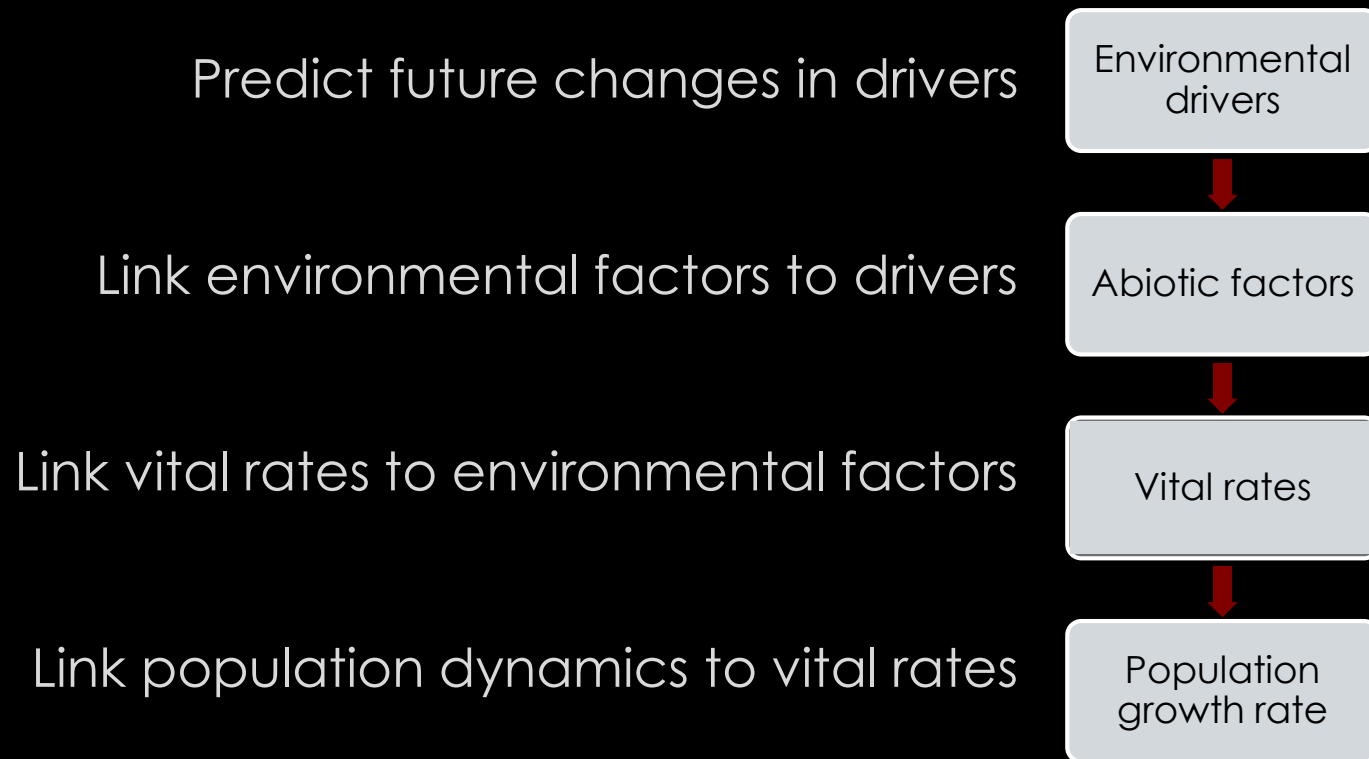 Predict future changes in drivers
Environmental
drivers
Link environmental factors to drivers
Abiotic factors
Link vital rates to environmental factors
Vital rates
Link population dynamics to vital rates
Population
growth rate